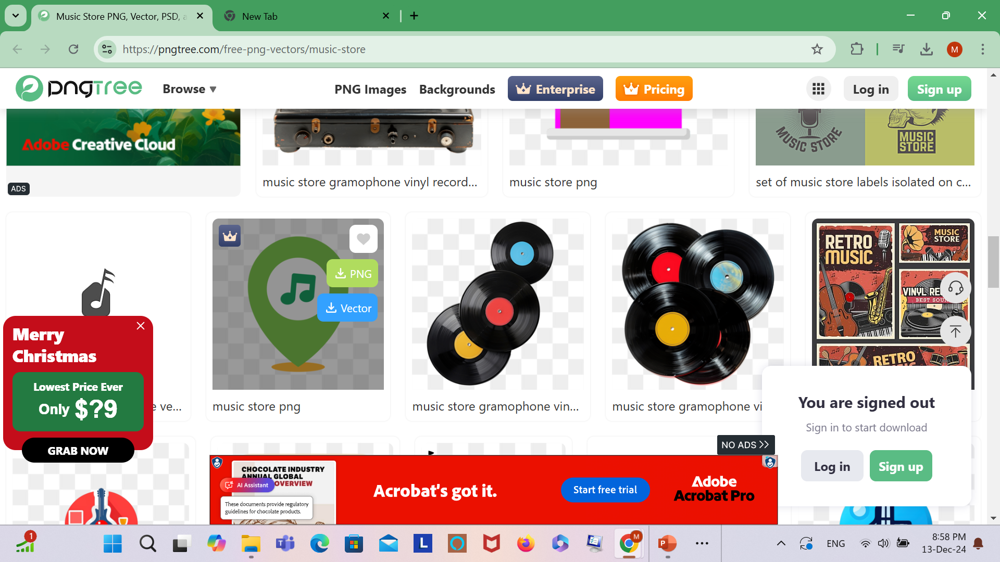 Music Store PNG, Vector, PSD, a
New Tab
https://pngtree.com/free-png-vectors/music-store
M
pngtree
Browse ▼
PNG Images
Backgrounds
Enterprise
Pricing
Log in
Sign up
Adobe Creative Cloud
ADS
music store gramophone vinyl record...
music store png
MUSIC STORE
MUSIC
STORE
set of music store labels isolated on c...
PNG
Vector
RETRO
MUSIC
MUSIC
STORE
VINYL RE
BEST SOUN
RETRO
Merry
Christmas
Lowest Price Ever
Only $?9
GRAB NOW
e ve...
music store png
music store gramophone vin...
music store gramophone vi
You are signed out
Sign in to start download
Log in
Sign up
NO ADS >>
CHOCOLATE INDUSTRY
ANNUAL GLOBAL
OVERVIEW
AI Assistant
These documents provide regulatory
guidelines for chocolate products.
Acrobat's got it.
Start free trial
Adobe
Acrobat Pro
1
L
M
P
ENG
8:58 PM
13-Dec-24